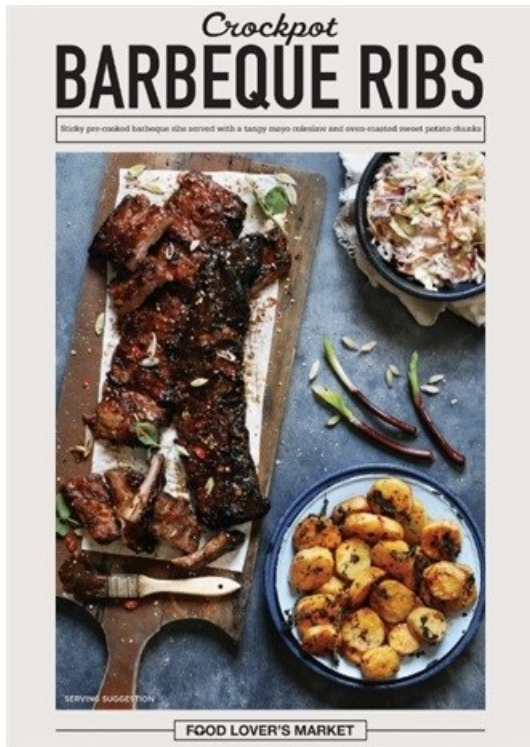 Crockpot
BARBEQUE RIBS
Sticky pre-cooked barbeque ribs served with a tangy mayo coleslaw and oven-roasted sweet potato chunks
SERVING SUGGESTION
FOOD LOVER'S MARKET